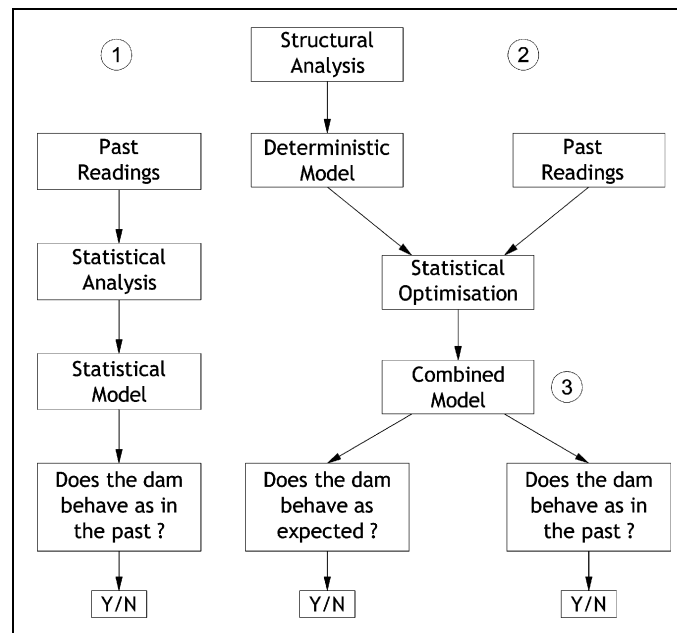 1
Structural
Analysis
2
Past
Readings
Deterministic
Model
Past
Readings
Statistical
Analysis
Statistical
Optimisation
Statistical
Model
Combined
Model
3
Does the dam
behave as in
the past ?
Does the dam
behave as
expected ?
Does the dam
behave as in
the past ?
Y/N
Y/N
Y/N